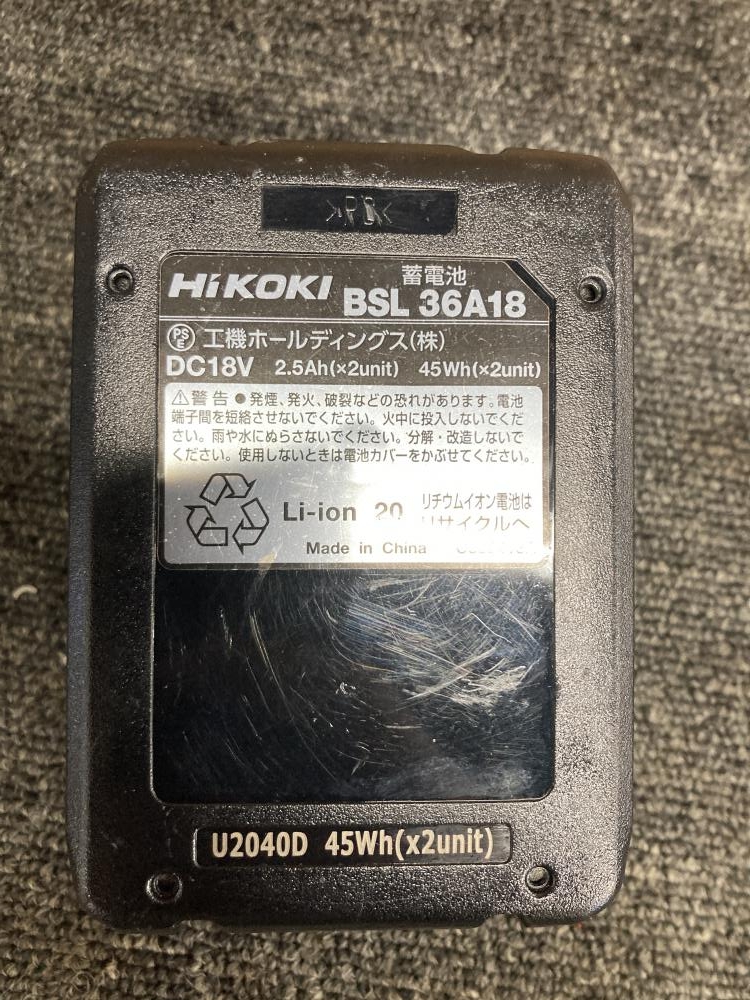 >PC<
HiKOKI 蓄電池
BSL 36A18
PSE 工機ホールディングス(株)
DC18V 2.5Ah(×2unit) 45Wh(×2unit)
⚠警告 ●発煙、発火、破裂などの恐れがあります。電池
端子間を短絡させないでください。火中に投入しないでくだ
さい。雨や水にぬらさないでください。分解・改造しないで
ください。使用しないときは電池カバーをかぶせてください。
Li-ion 20 リチウムイオン電池は
リサイクルへ
Made in China
U2040D 45Wh(x2unit)